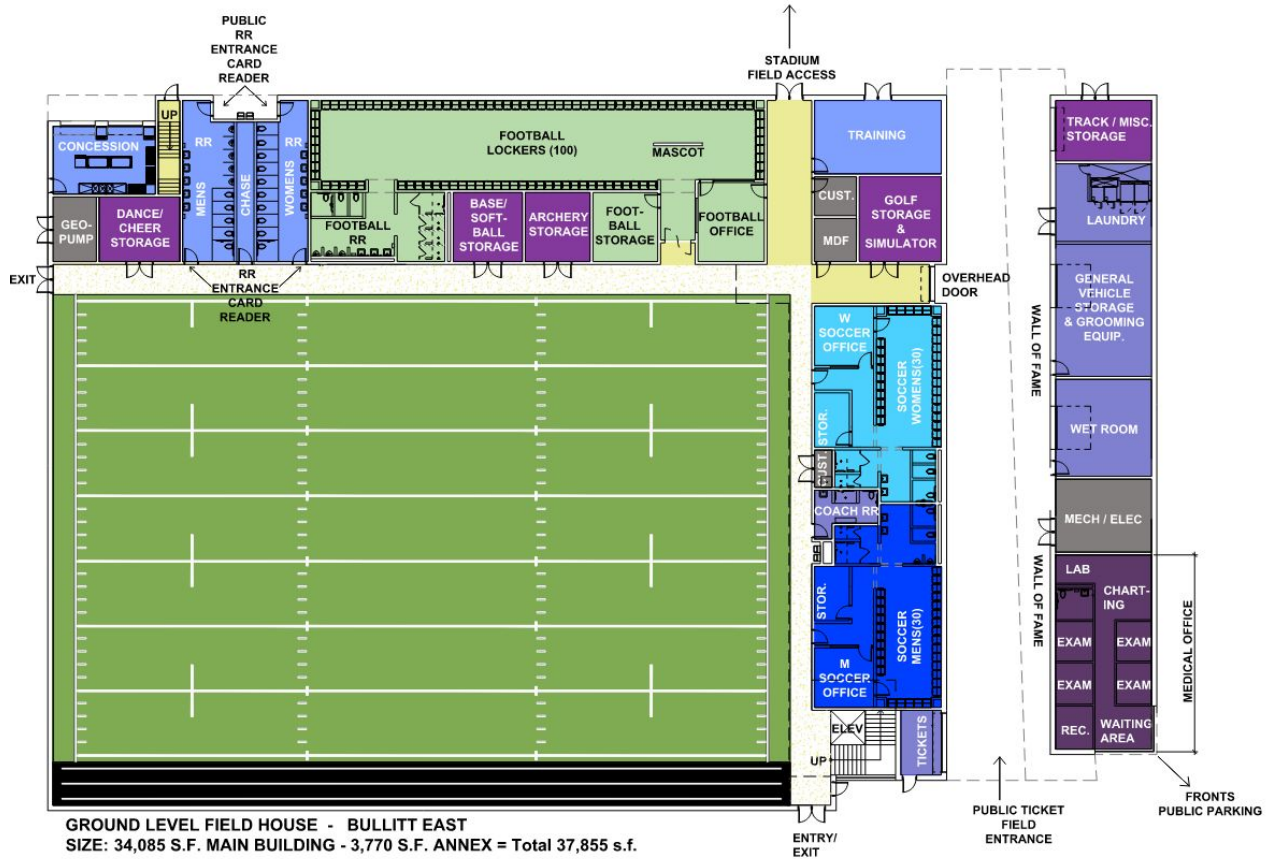 PUBLIC
RR
ENTRANCE
CARD
READER
STADIUM
FIELD ACCESS
UP
RR
MENS
CHASE
RR
WOMENS
CONCESSION
FOOTBALL
LOCKERS (100)
MASCOT
TRAINING
TRACK / MISC.
STORAGE
GEO-
PUMP
DANCE/
CHEER
STORAGE
FOOTBALL
RR
BASE/
SOFT-
BALL
STORAGE
ARCHERY
STORAGE
FOOT-
BALL
STORAGE
FOOTBALL
OFFICE
CUST.
MDF
GOLF
STORAGE
&
SIMULATOR
LAUNDRY
EXIT
RR
ENTRANCE
CARD
READER
OVERHEAD
DOOR
GENERAL
VEHICLE
STORAGE
& GROOMING
EQUIP.
W
SOCCER
OFFICE
SOCCER
WOMENS(30)
STOR.
WALL OF FAME
WET ROOM
CUST.
COACH RR
MECH / ELEC
STOR.
SOCCER
MENS(30)
M
SOCCER
OFFICE
WALL OF FAME
LAB
CHART-
ING
EXAM
EXAM
EXAM
EXAM
REC.
WAITING
AREA
MEDICAL OFFICE
ELEV
UP
TICKETS
ENTRY/
EXIT
PUBLIC TICKET
FIELD
ENTRANCE
FRONTS
PUBLIC PARKING
GROUND LEVEL FIELD HOUSE - BULLITT EAST
SIZE: 34,085 S.F. MAIN BUILDING - 3,770 S.F. ANNEX = Total 37,855 s.f.